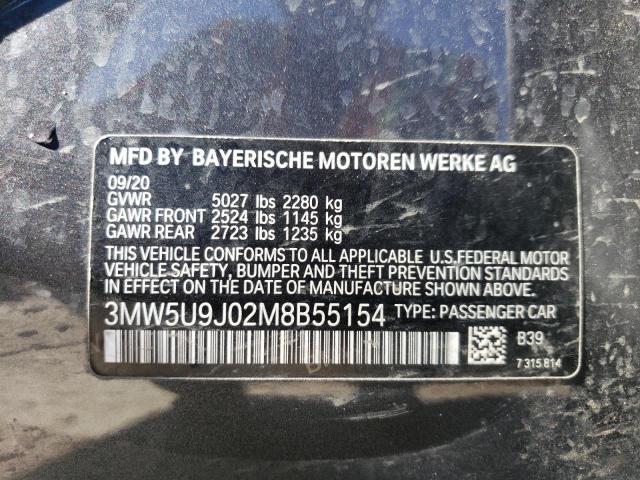 MFD BY BAYERISCHE MOTOREN WERKE AG
09/20
GVWR 5027 lbs 2280 kg
GAWR FRONT 2524 lbs 1145 kg
GAWR REAR 2723 lbs 1235 kg
THIS VEHICLE CONFORMS TO ALL APPLICABLE U.S.FEDERAL MOTOR
VEHICLE SAFETY, BUMPER AND THEFT PREVENTION STANDARDS
IN EFFECT ON THE DATE OF MANUFACTURE SHOWN ABOVE.
3MW5U9J02M8B55154 TYPE: PASSENGER CAR
B39
7 315 814